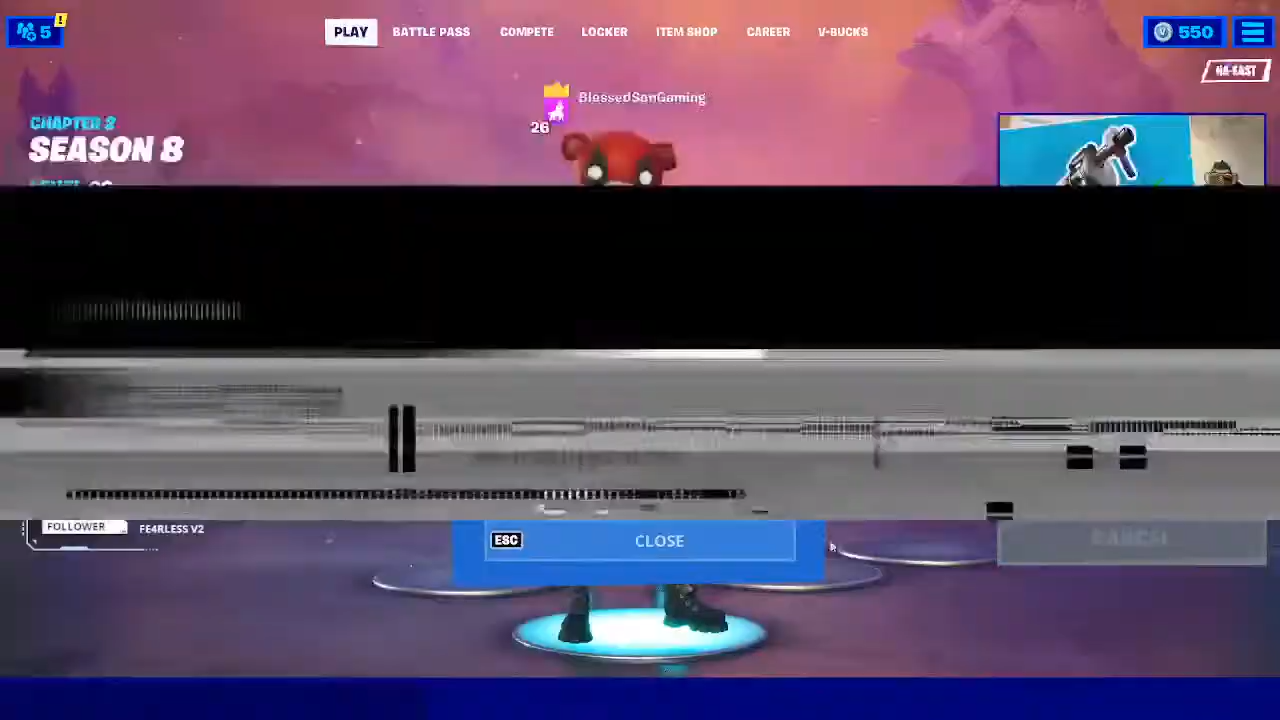 5 !
PLAY BATTLE PASS COMPETE LOCKER ITEM SHOP CAREER V-BUCKS
550
NA-EAST
BlessedSonGaming
26
CHAPTER 2
SEASON 8
FOLLOWER FE4RLESS V2
ESC CLOSE
CANCEL